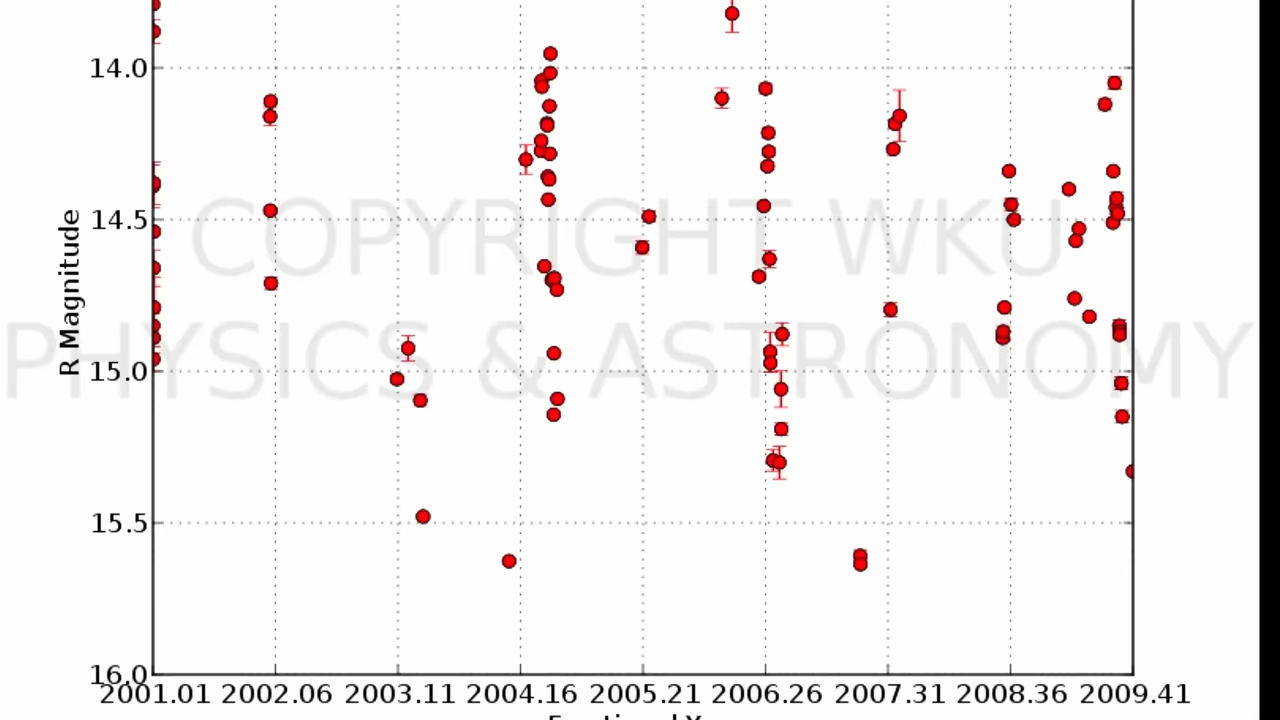 14.0
14.5
COPYRIGHT WKU
R Magnitude
PHYSICS & ASTRONOMY
15.0
15.5
16.0
2001.01 2002.06 2003.11 2004.16 2005.21 2006.26 2007.31 2008.36 2009.41